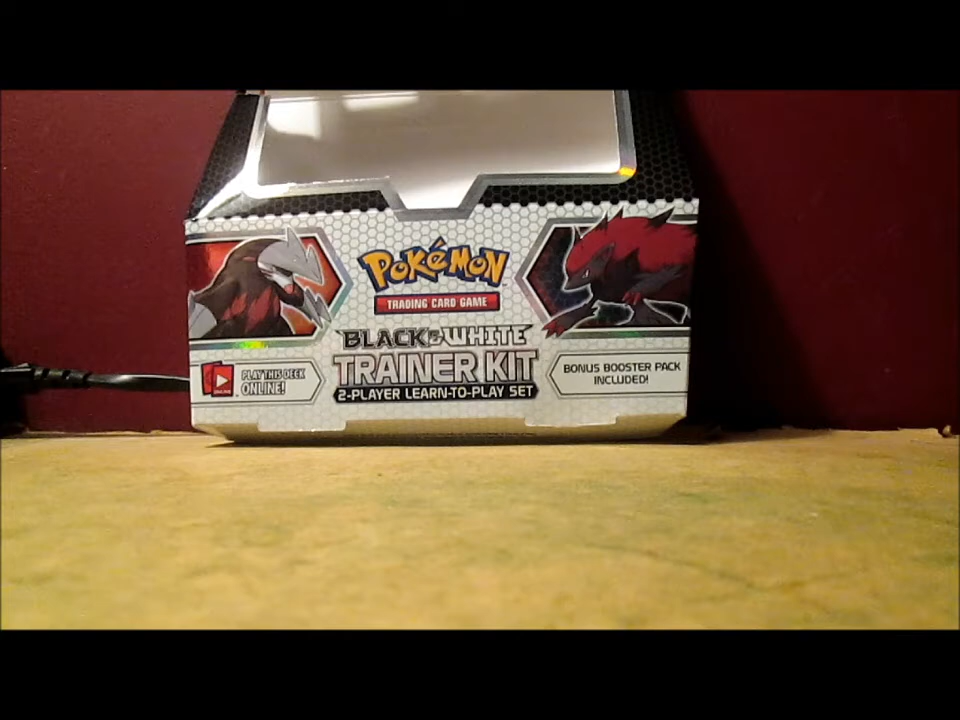 POKéMON
TRADING CARD GAME
BLACK & WHITE
TRAINER KIT
2-PLAYER LEARN-TO-PLAY SET
PLAY THIS DECK
ONLINE!
BONUS BOOSTER PACK
INCLUDED!